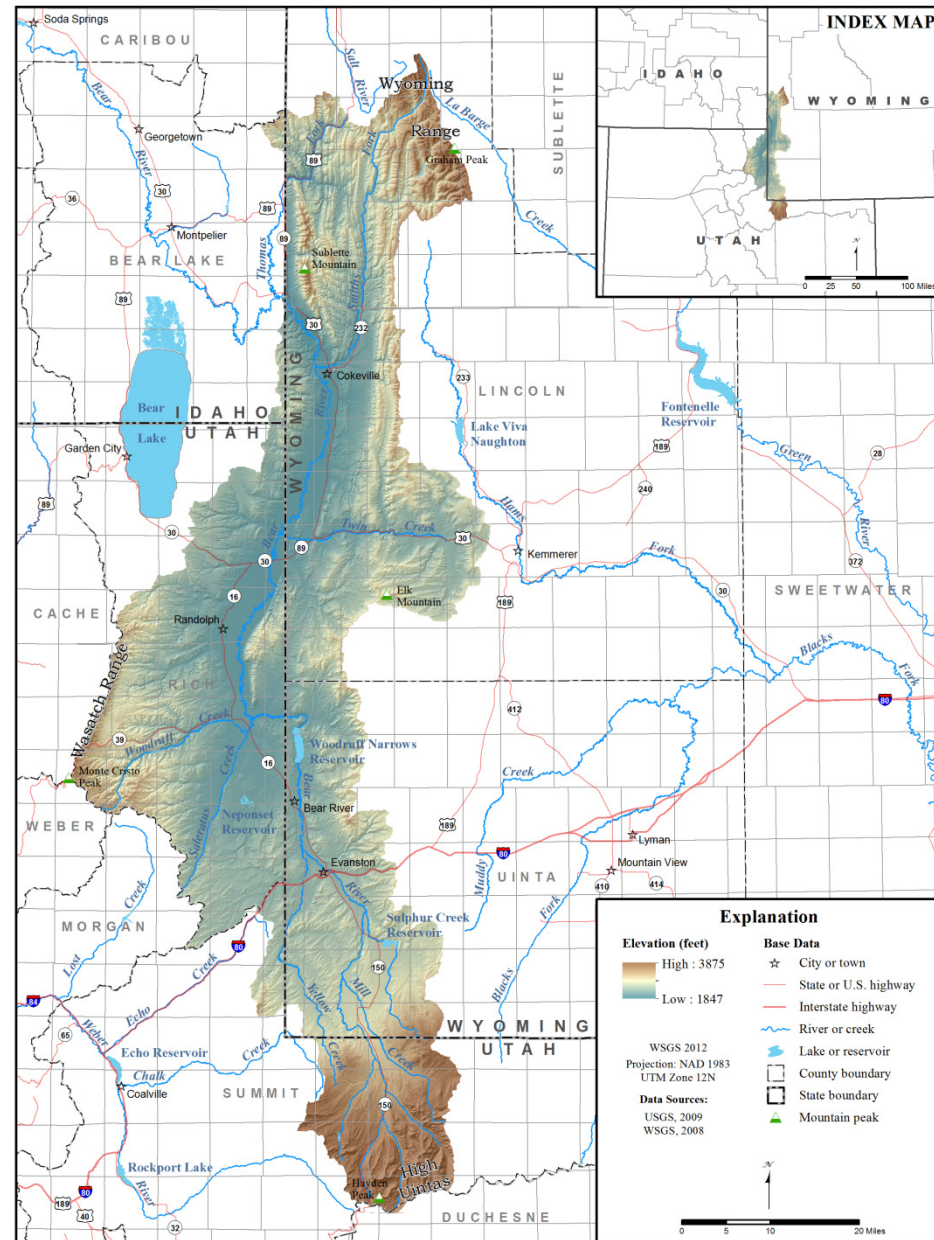 Soda Springs
CARIBOU
Bear
River
Georgetown
30
36
Montpelier
89
BEAR LAKE
89
Bear
Lake
IDAHO
UTAH
Garden City
89
30
CACHE
Salt
River
Wyoming
Range
Graham Peak
La Barge
Creek
SUBLETTE
Fork
89
Fork
Smiths
Thomas
89
Sublette
Mountain
30
232
Cokeville
River
WYOMING
LINCOLN
233
Lake Viva
Naughton
Fontenelle
Reservoir
189
240
28
Green
River
372
Hams
Fork
Kemmerer
30
Twin
Creek
30
89
Bear
30
16
Randolph
RICH
Elk
Mountain
189
SWEETWATER
30
Blacks
Fork
80
412
Wasatch Range
39
Woodruff
Creek
Monte Cristo
Peak
WEBER
Saleratus
Creek
16
Woodruff Narrows
Reservoir
Bear
Neponset
Reservoir
Bear River
Evanston
River
189
80
Creek
Muddy
UINTA
Lyman
Mountain View
410
414
Fork
Blacks
MORGAN
Lost
Creek
80
Creek
Echo
84
65
Weber
Echo Reservoir
Chalk
Creek
Coalville
SUMMIT
Rockport Lake
River
80
189
40
32
Sulphur Creek
Reservoir
150
Mill
Creek
Yellow
Creek
WYOMING
UTAH
150
High
Uintas
Hayden
Peak
DUCHESNE
INDEX MAP
IDAHO
WYOMING
UTAH
N
0 25 50 100 Miles
Explanation
Elevation (feet)
High : 3875
Low : 1847
WSGS 2012
Projection: NAD 1983
UTM Zone 12N
Data Sources:
USGS, 2009
WSGS, 2008
Base Data
City or town
State or U.S. highway
Interstate highway
River or creek
Lake or reservoir
County boundary
State boundary
Mountain peak
N
0 5 10 20 Miles